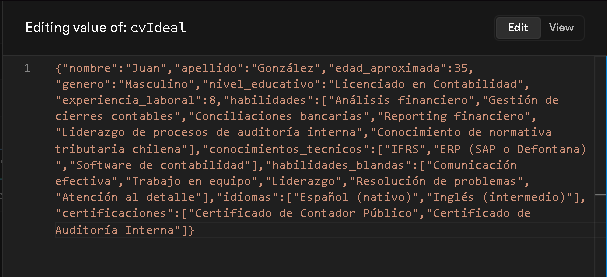 Editing value of: cvIdeal
Edit
View
1
{"nombre":"Juan","apellido":"González","edad_aproximada":35,
"genero":"Masculino","nivel_educativo":"Licenciado en Contabilidad",
"experiencia_laboral":8,"habilidades":["Análisis financiero","Gestión de
cierres contables","Conciliaciones bancarias","Reporting financiero",
"Liderazgo de procesos de auditoría interna","Conocimiento de normativa
tributaria chilena"],"conocimientos_tecnicos":["IFRS","ERP (SAP o Defontana)
","Software de contabilidad"],"habilidades_blandas":["Comunicación
efectiva","Trabajo en equipo","Liderazgo","Resolución de problemas",
"Atención al detalle"],"idiomas":["Español (nativo)","Inglés (intermedio)"],
"certificaciones":["Certificado de Contador Público","Certificado de
Auditoría Interna"]}